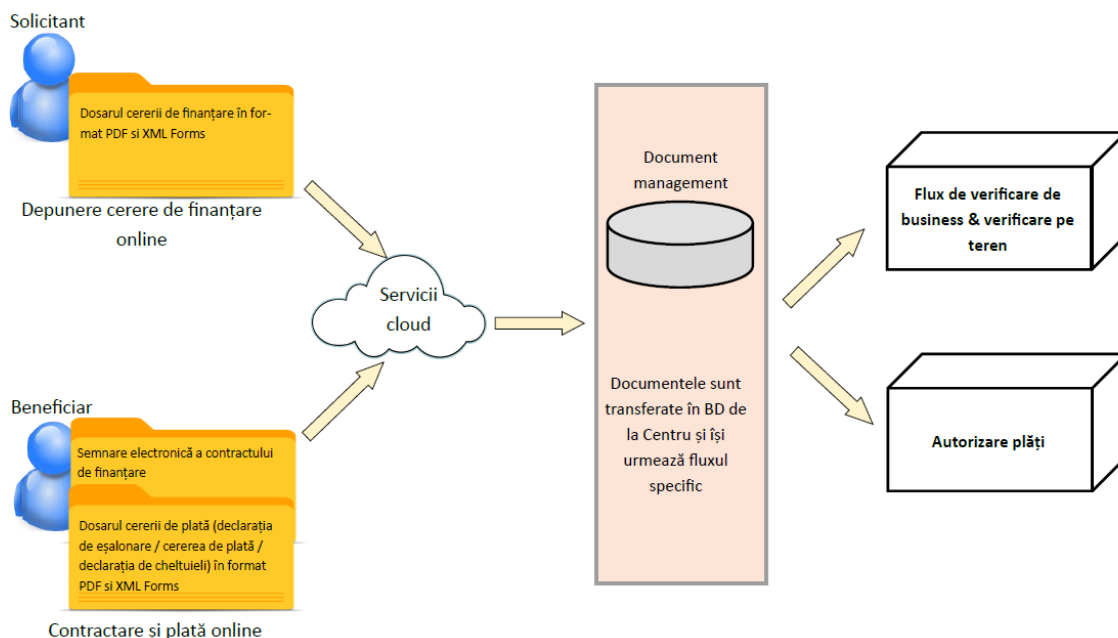 Solicitant
Dosarul cererii de finanțare în for-
mat PDF si XML Forms
Depunere cerere de finanțare
online
Servicii
cloud
Beneficiar
Semnare electronică a contractului
de finanțare
Dosarul cererii de plată (declarația
de eșalonare / cererea de plată /
declarația de cheltuieli) în format
PDF si XML Forms
Contractare si plată online
Document
management
Documentele sunt
transferate în BD de
la Centru și își
urmează fluxul
specific
Flux de verificare de
business & verificare pe
teren
Autorizare plăți